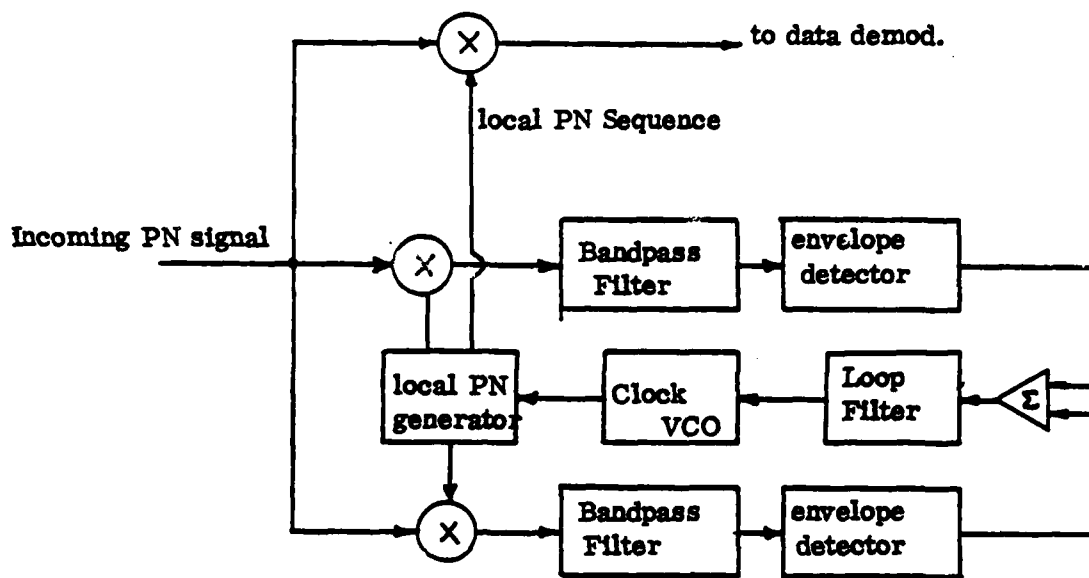 to data demod.
local PN Sequence
Incoming PN signal
Bandpass
Filter
envelope
detector
local PN
generator
Clock
VCO
Loop
Filter
Σ
Bandpass
Filter
envelope
detector